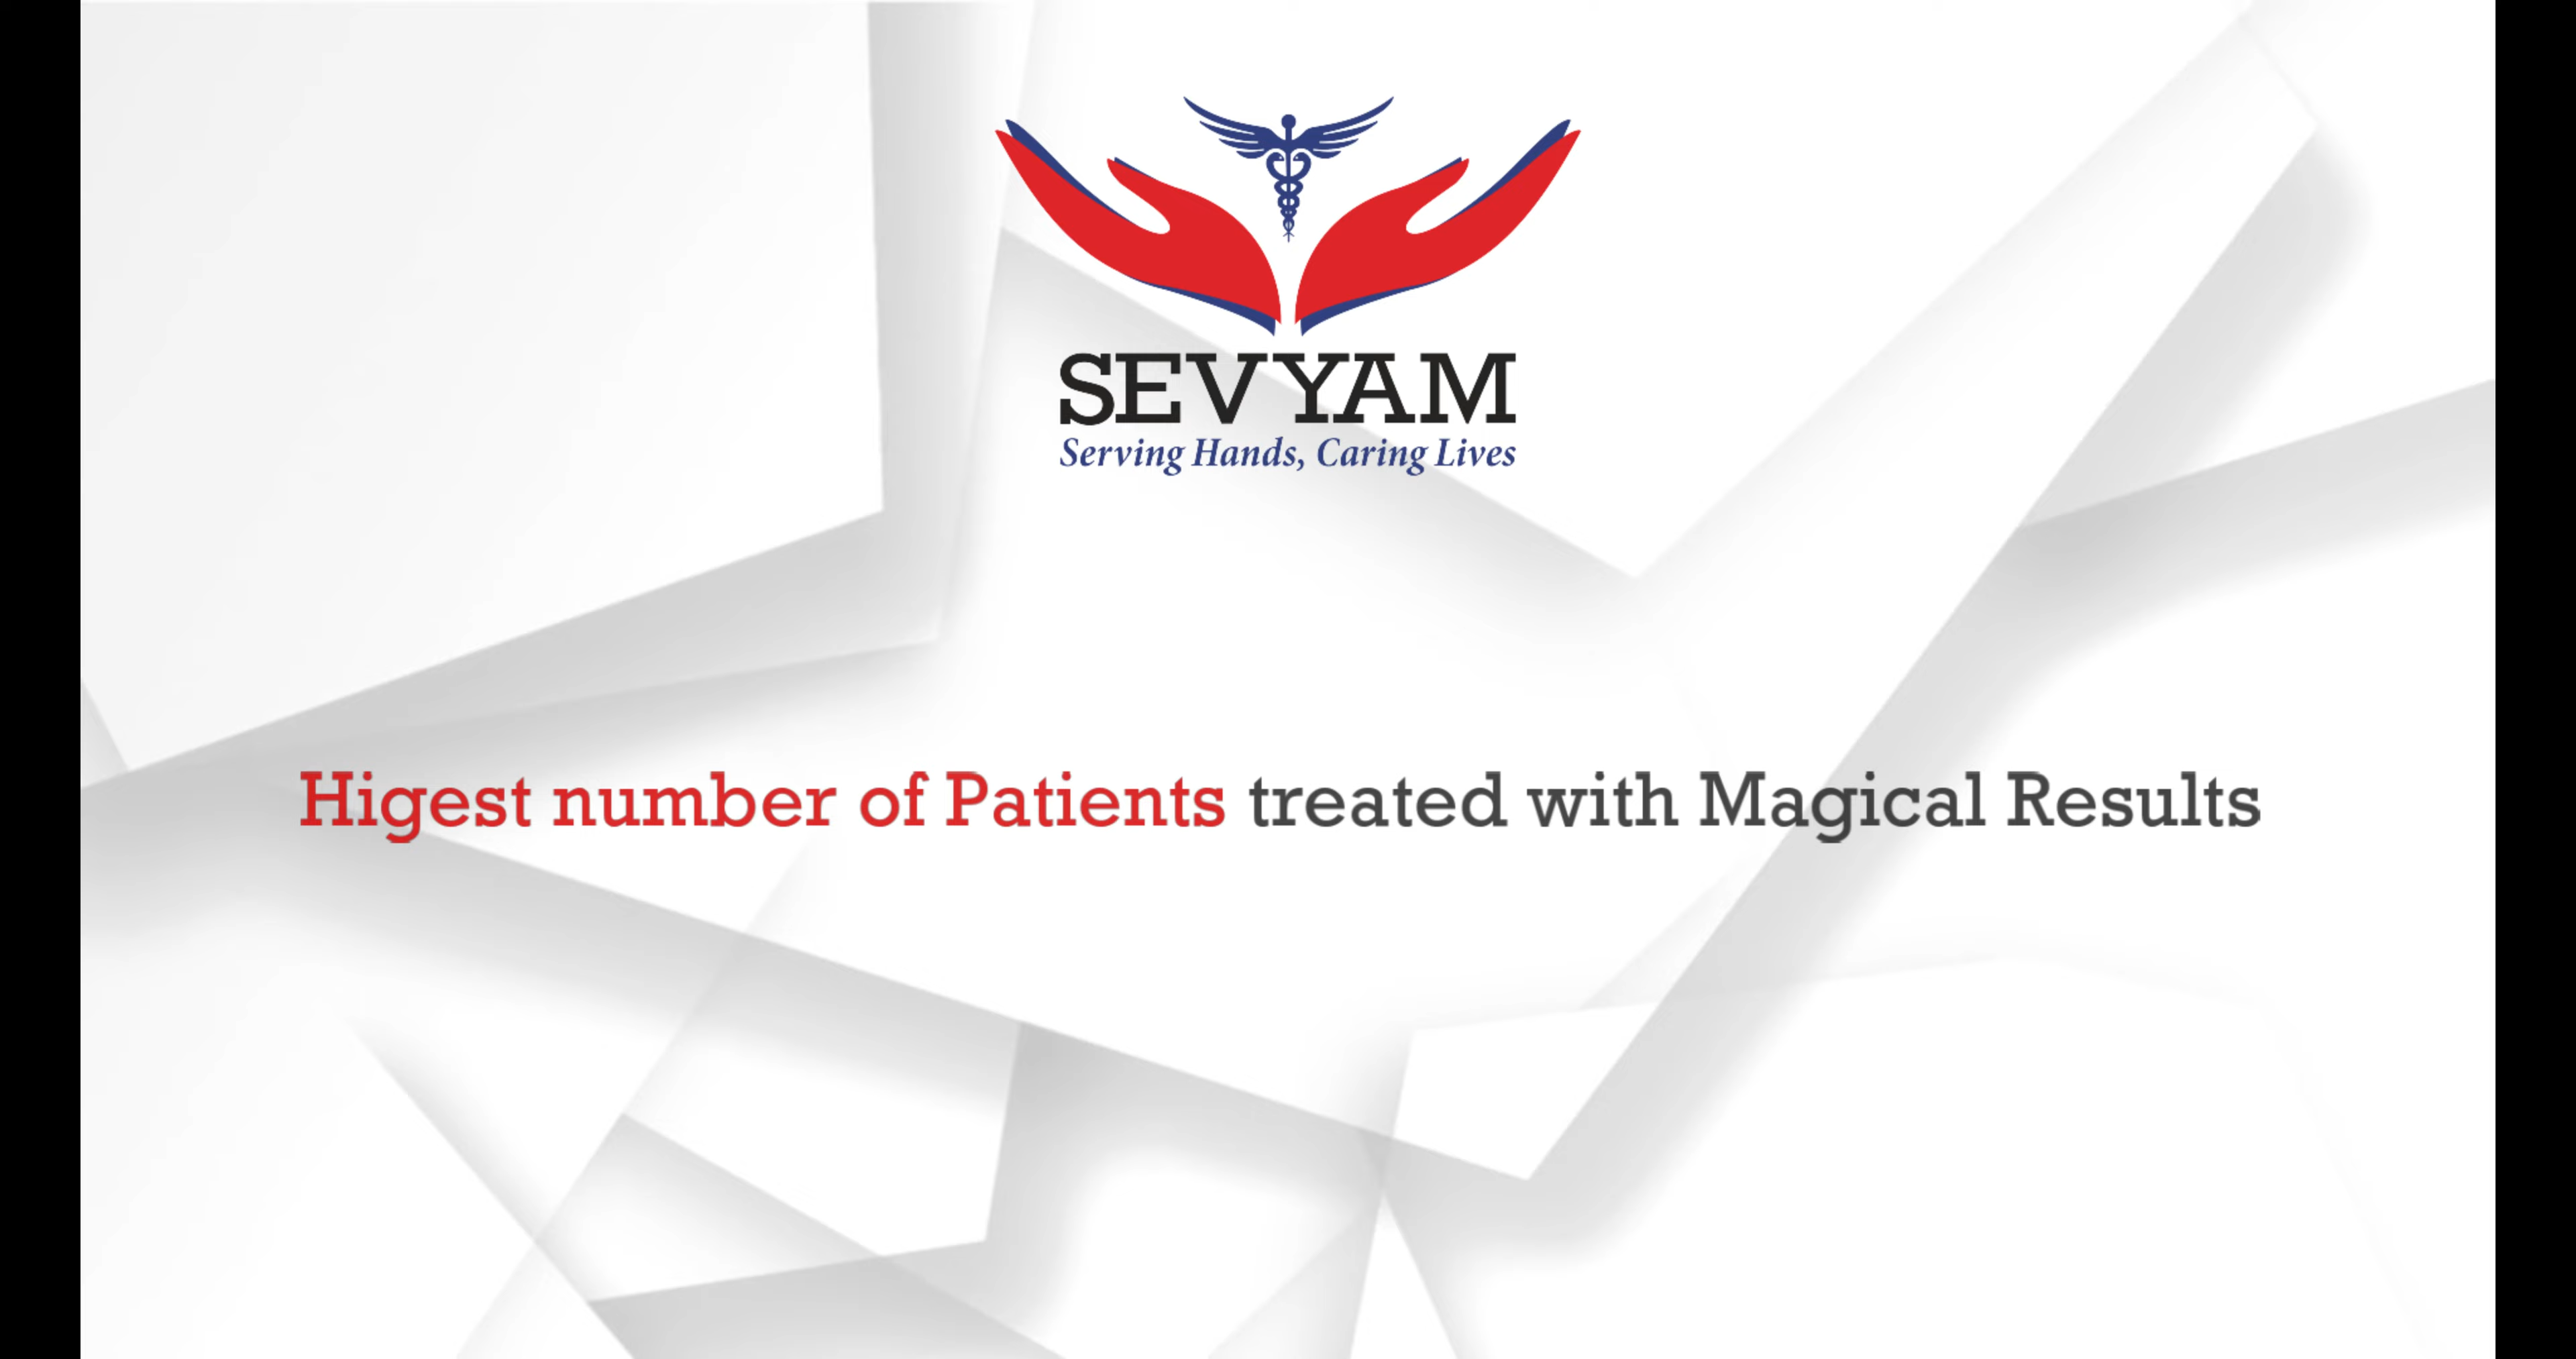 SEVYAM
Serving Hands, Caring Lives
Higest number of Patients treated with Magical Results